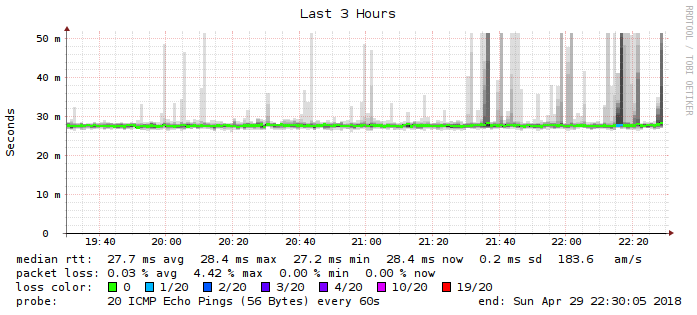 Last 3 Hours
RRDTOOL / TOBI OETIKER
Seconds
50 m
40 m
30 m
20 m
10 m
0
19:40 20:00 20:20 20:40 21:00 21:20 21:40 22:00 22:20
median rtt: 27.7 ms avg 28.4 ms max 27.2 ms min 28.4 ms now 0.2 ms sd 183.6 am/s
packet loss: 0.03 % avg 4.42 % max 0.00 % min 0.00 % now
loss color: 0 1/20 2/20 3/20 4/20 10/20 19/20
probe: 20 ICMP Echo Pings (56 Bytes) every 60s end: Sun Apr 29 22:30:05 2018